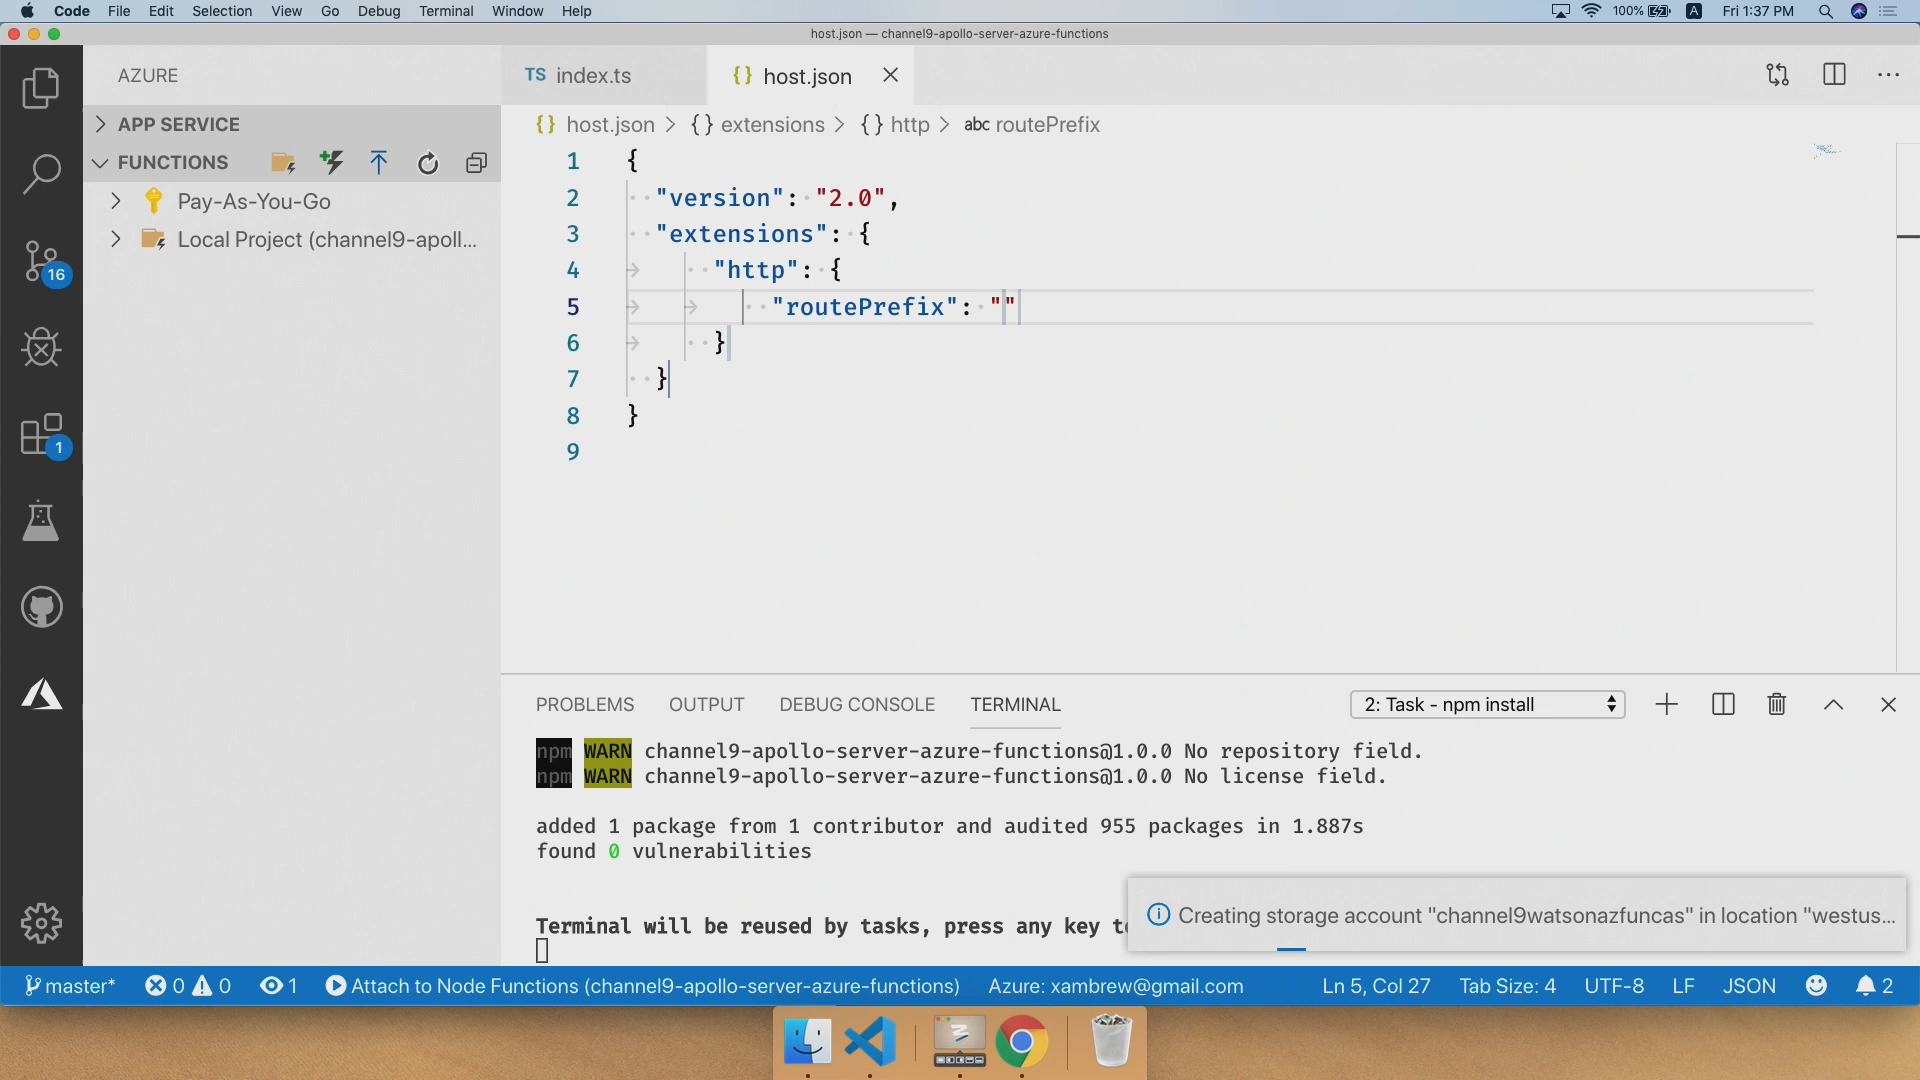 Code File Edit Selection View Go Debug Terminal Window Help 100% A Fri 1:37 PM
host.json — channel9-apollo-server-azure-functions
AZURE
TS index.ts
{} host.json
APP SERVICE
{} host.json > {} extensions > {} http > abc routePrefix
FUNCTIONS
Pay-As-You-Go
Local Project (channel9-apoll...
16
1
1 {
2 "version": "2.0",
3 "extensions": {
4 "http": {
5 "routePrefix": ""
6 }
7 }
8 }
9
PROBLEMS OUTPUT DEBUG CONSOLE TERMINAL 2: Task - npm install
npm WARN channel9-apollo-server-azure-functions@1.0.0 No repository field.
npm WARN channel9-apollo-server-azure-functions@1.0.0 No license field.
added 1 package from 1 contributor and audited 955 packages in 1.887s
found 0 vulnerabilities
Terminal will be reused by tasks, press any key t
Creating storage account "channel9watsonazfuncas" in location "westus...
master* 0 0 1 Attach to Node Functions (channel9-apollo-server-azure-functions) Azure: xambrew@gmail.com Ln 5, Col 27 Tab Size: 4 UTF-8 LF JSON 2